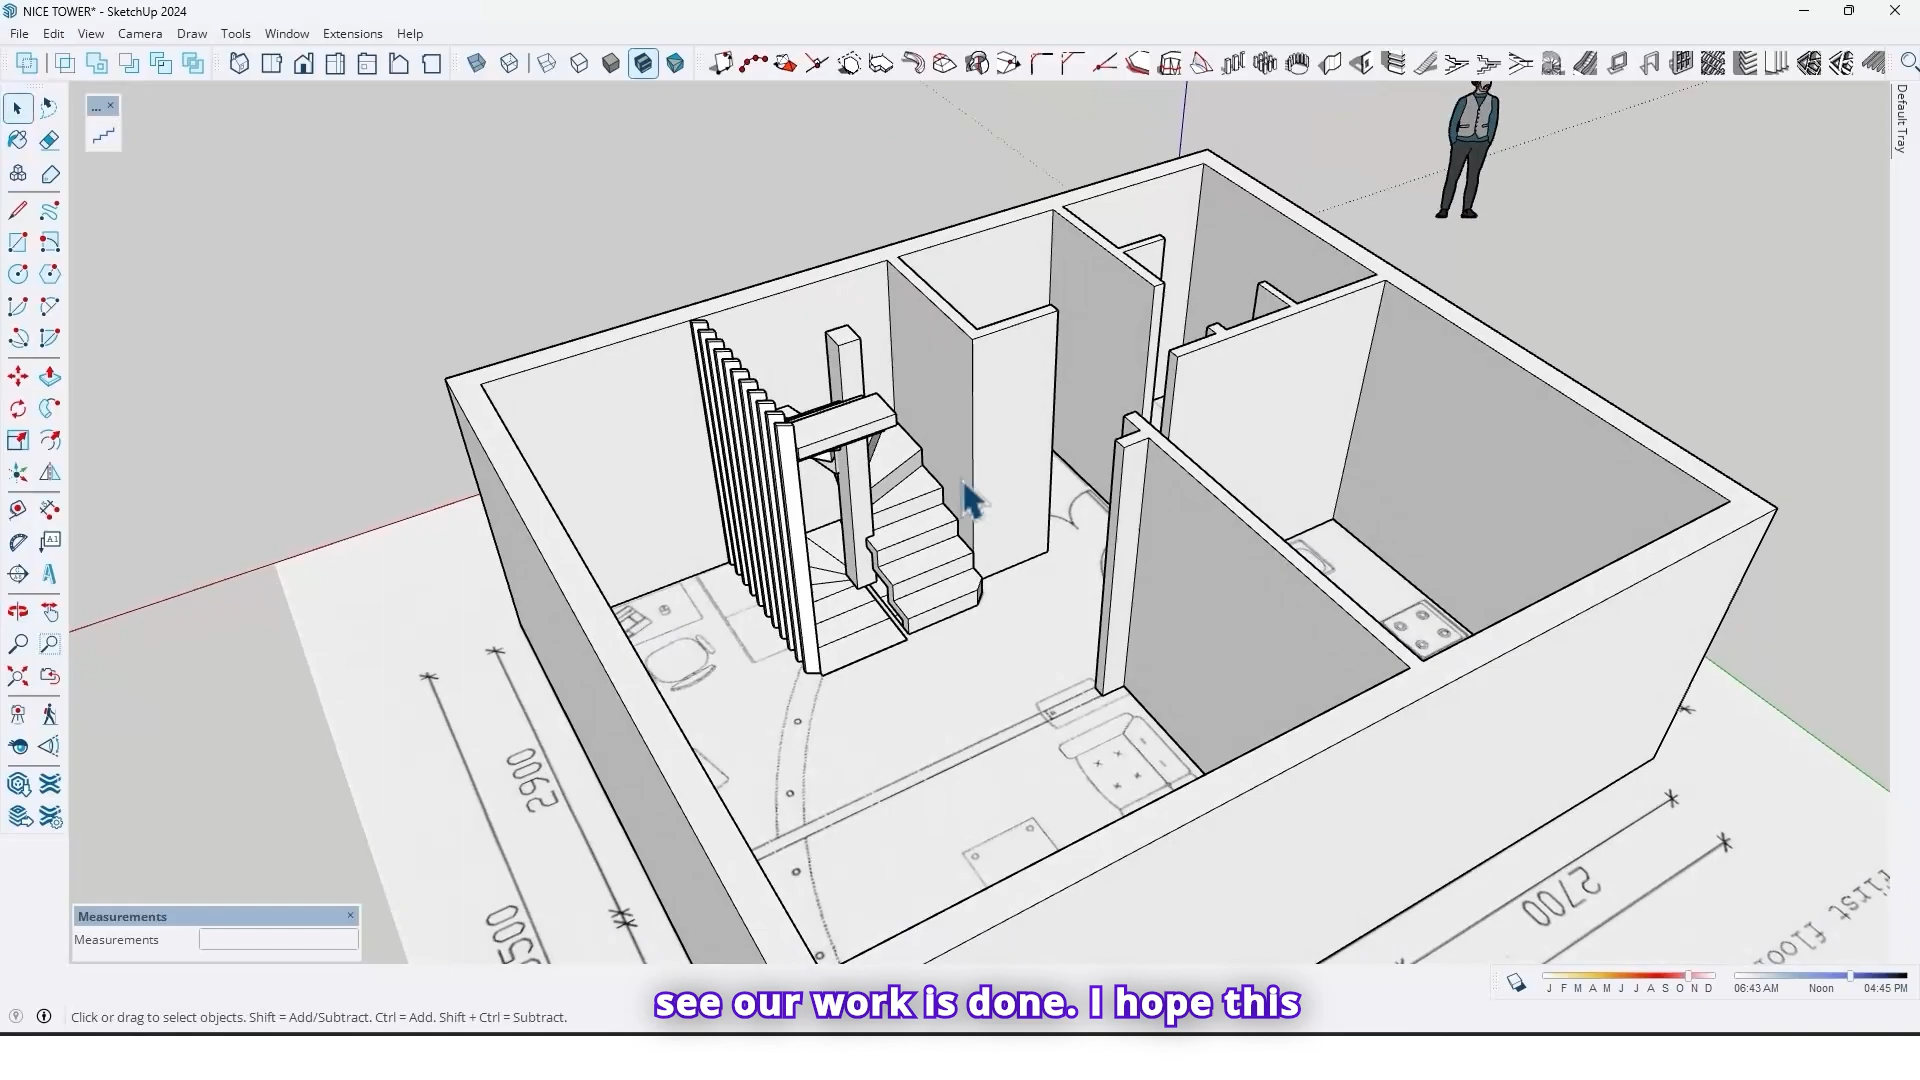 NICE TOWER* - SketchUp 2024
File Edit View Camera Draw Tools Window Extensions Help
... ×
Default Tray
A1
2900
2700
First floo
Measurements ×
Measurements
J F M A M J J A S O N D
06:43 AM Noon 04:45 PM
see our work is done. I hope this
Click or drag to select objects. Shift = Add/Subtract. Ctrl = Add. Shift + Ctrl = Subtract.